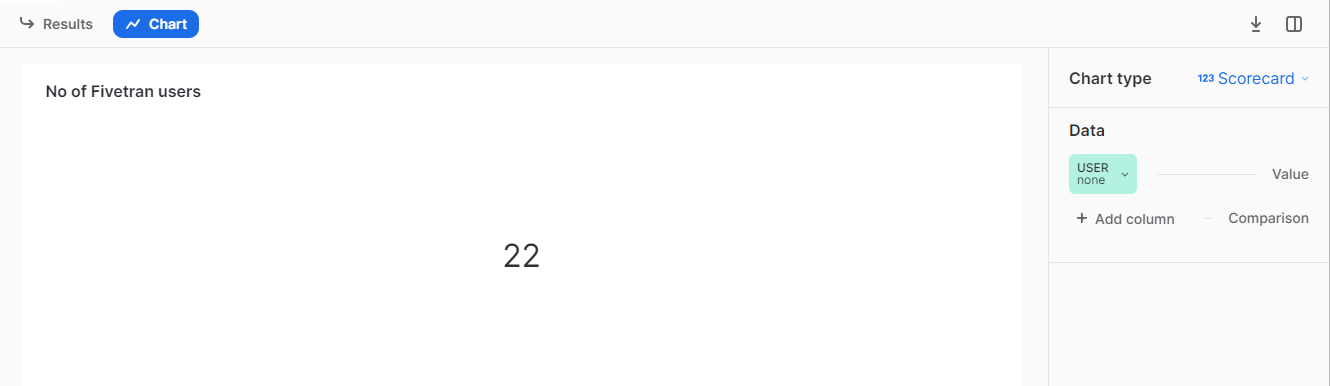 Results
Chart
No of Fivetran users
22
Chart type
123 Scorecard
Data
USER
none
Value
+ Add column
Comparison